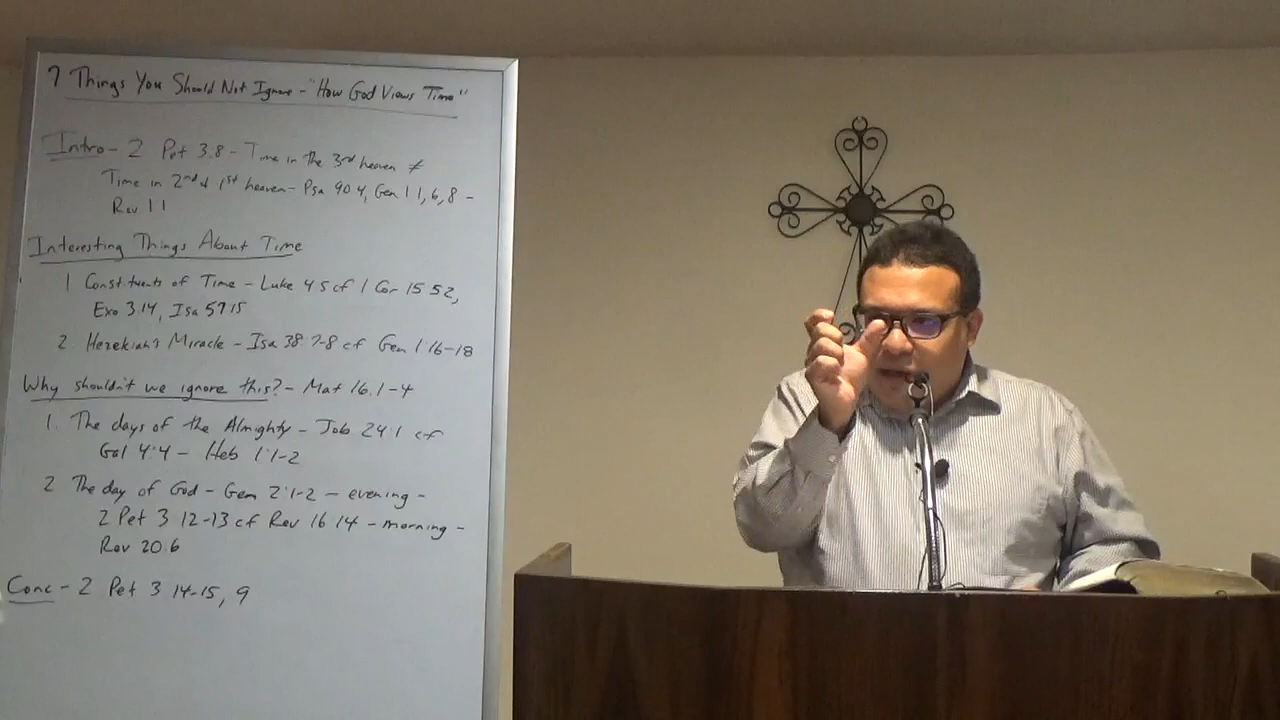 7 Things You Should Not Ignore - "How God Views Time"
Intro - 2 Pet 3.8 - Time in the 3rd heaven ≠
Time in 2nd & 1st heaven - Psa 90 4, Gen 1 1, 6, 8 -
Rev 1 1
Interesting Things About Time
1 Constituents of Time - Luke 4 5 cf 1 Cor 15 52,
Exo 3.14, Isa 57 15
2 Hezekiah's Miracle - Isa 38 7-8 cf Gen 1:16-18
Why shouldn't we ignore this? - Mat 16.1-4
1. The days of the Almighty - Job 24:1 cf
Gal 4:4 - Heb 1:1-2
2 The day of God - Gen 2:1-2 - evening -
2 Pet 3 12-13 cf Rev 16 14 - morning -
Rev 20.6
Conc - 2 Pet 3 14-15, 9